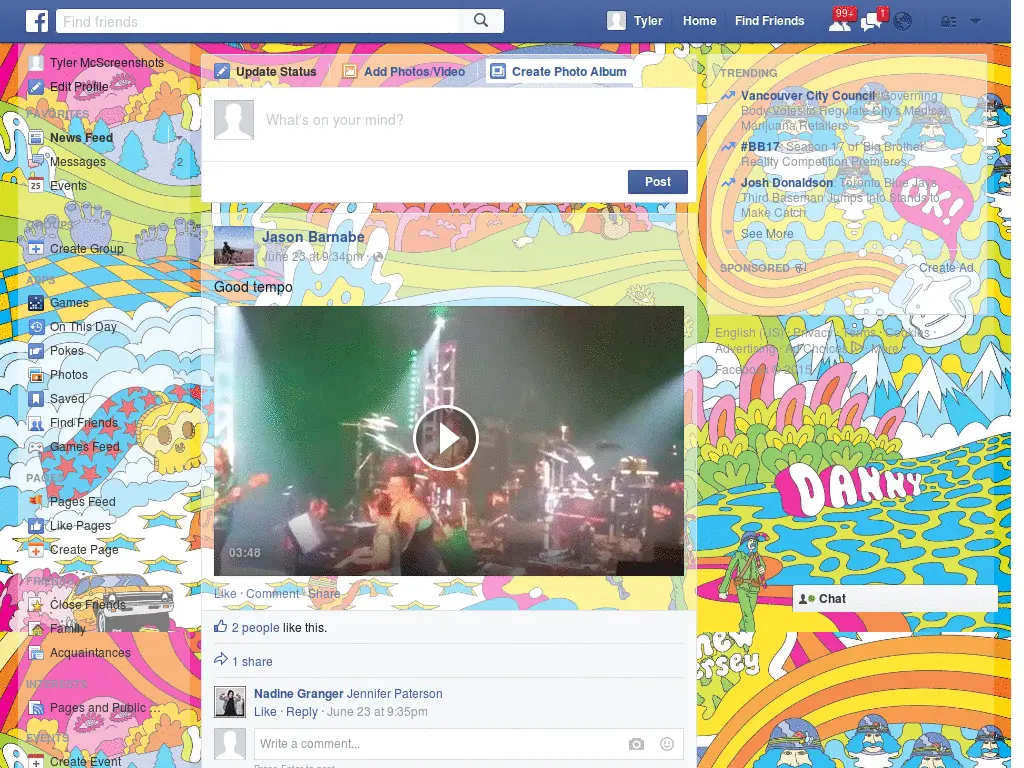 f
Find friends
Tyler
Home
Find Friends
99+
1
Tyler McScreenshots
Edit Profile
FAVORITES
News Feed
Messages
2
Events
GROUPS
Create Group
APPS
Games
On This Day
Pokes
Photos
Saved
Find Friends
Games Feed
PAGES
Pages Feed
Like Pages
Create Page
FRIENDS
Close Friends
Family
Acquaintances
INTERESTS
Pages and Public ...
EVENTS
Create Event
Update Status
Add Photos/Video
Create Photo Album
What's on your mind?
Post
Jason Barnabe
June 23 at 9:34pm ·
Good tempo
03:48
Like · Comment · Share
2 people like this.
1 share
Nadine Granger Jennifer Paterson
Like · Reply · June 23 at 9:35pm
Write a comment...
Press Enter to post.
TRENDING
Vancouver City Council: Governing
Body Votes to Regulate City's Medical
Marijuana Retailers
#BB17: Season 17 of 'Big Brother'
Reality Competition Premieres
Josh Donaldson: Toronto Blue Jays
Third Baseman Jumps Into Stands to
Make Catch
See More
OK!
SPONSORED
Create Ad
English (US) · Privacy · Terms · Cookies ·
Advertising · Ad Choices · More
Facebook © 2015
DANNY
Chat
NEW
JERSEY